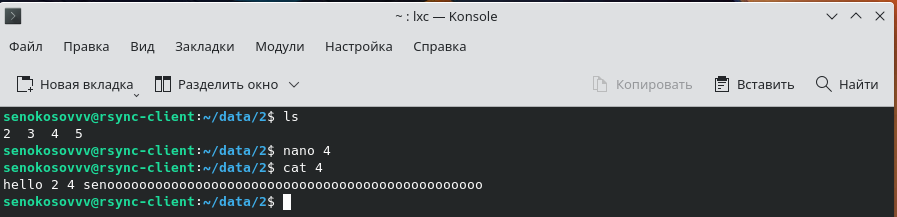 ~ : lxc — Konsole
Файл Правка Вид Закладки Модули Настройка Справка
Новая вкладка Разделить окно Копировать Вставить Найти
senokosovvv@rsync-client:~/data/2$ ls
2 3 4 5
senokosovvv@rsync-client:~/data/2$ nano 4
senokosovvv@rsync-client:~/data/2$ cat 4
hello 2 4 senooooooooooooooooooooooooooooooooooooooooooooooo
senokosovvv@rsync-client:~/data/2$